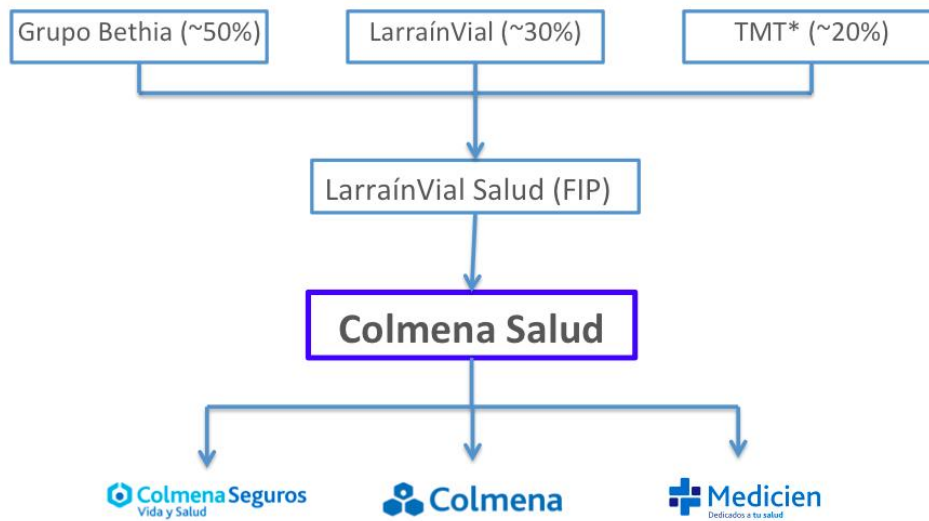 Grupo Bethia (~50%)
LarraínVial (~30%)
TMT* (~20%)
LarraínVial Salud (FIP)
Colmena Salud
Colmena Seguros
Vida y Salud
Colmena
Medicien
Dedicados a tu salud